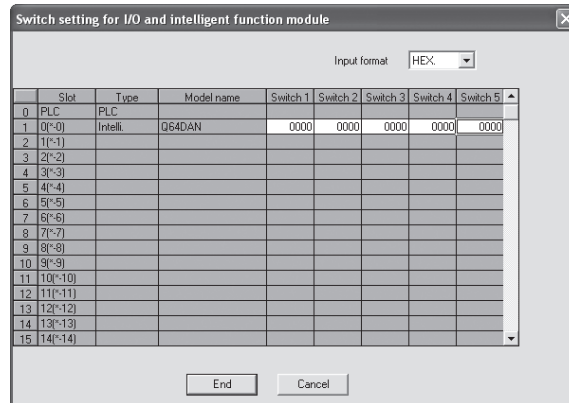 Switch setting for I/O and intelligent function module
Input format HEX.
Slot Type Model name Switch 1 Switch 2 Switch 3 Switch 4 Switch 5
0 PLC PLC
1 0(*-0) Intelli. Q64DAN 0000 0000 0000 0000 0000
2 1(*-1)
3 2(*-2)
4 3(*-3)
5 4(*-4)
6 5(*-5)
7 6(*-6)
8 7(*-7)
9 8(*-8)
10 9(*-9)
11 10(*-10)
12 11(*-11)
13 12(*-12)
14 13(*-13)
15 14(*-14)
End Cancel